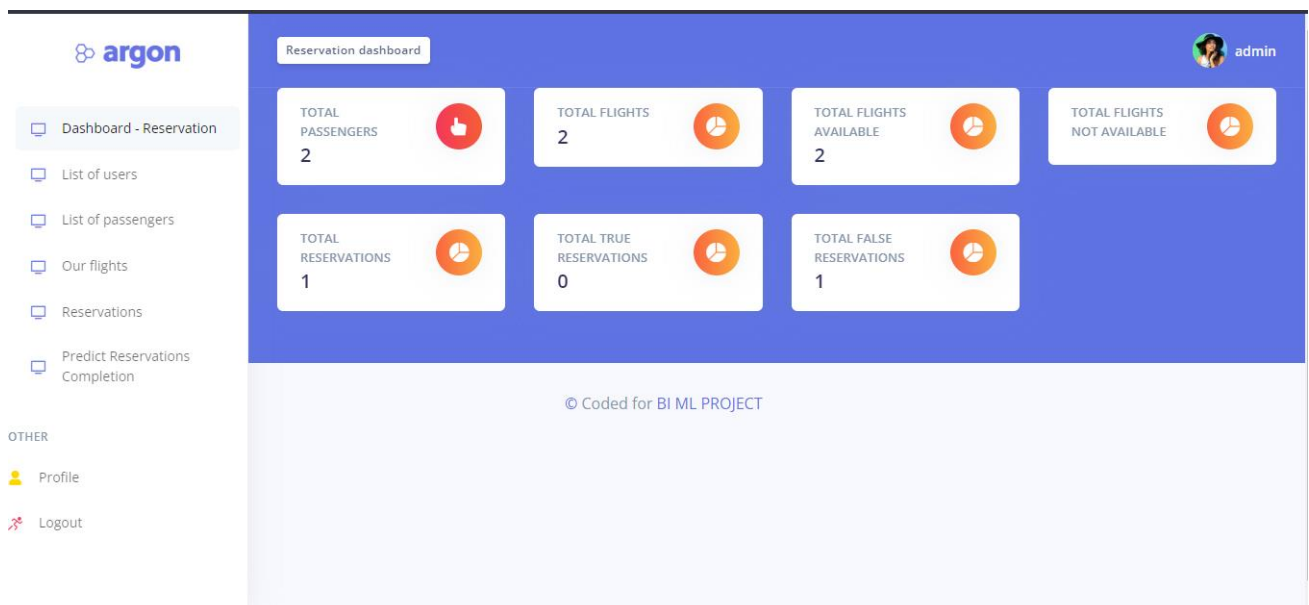 argon
Dashboard - Reservation
List of users
List of passengers
Our flights
Reservations
Predict Reservations
Completion
OTHER
Profile
Logout
Reservation dashboard
admin
TOTAL
PASSENGERS
2
TOTAL FLIGHTS
2
TOTAL FLIGHTS
AVAILABLE
2
TOTAL FLIGHTS
NOT AVAILABLE
TOTAL
RESERVATIONS
1
TOTAL TRUE
RESERVATIONS
0
TOTAL FALSE
RESERVATIONS
1
© Coded for BI ML PROJECT